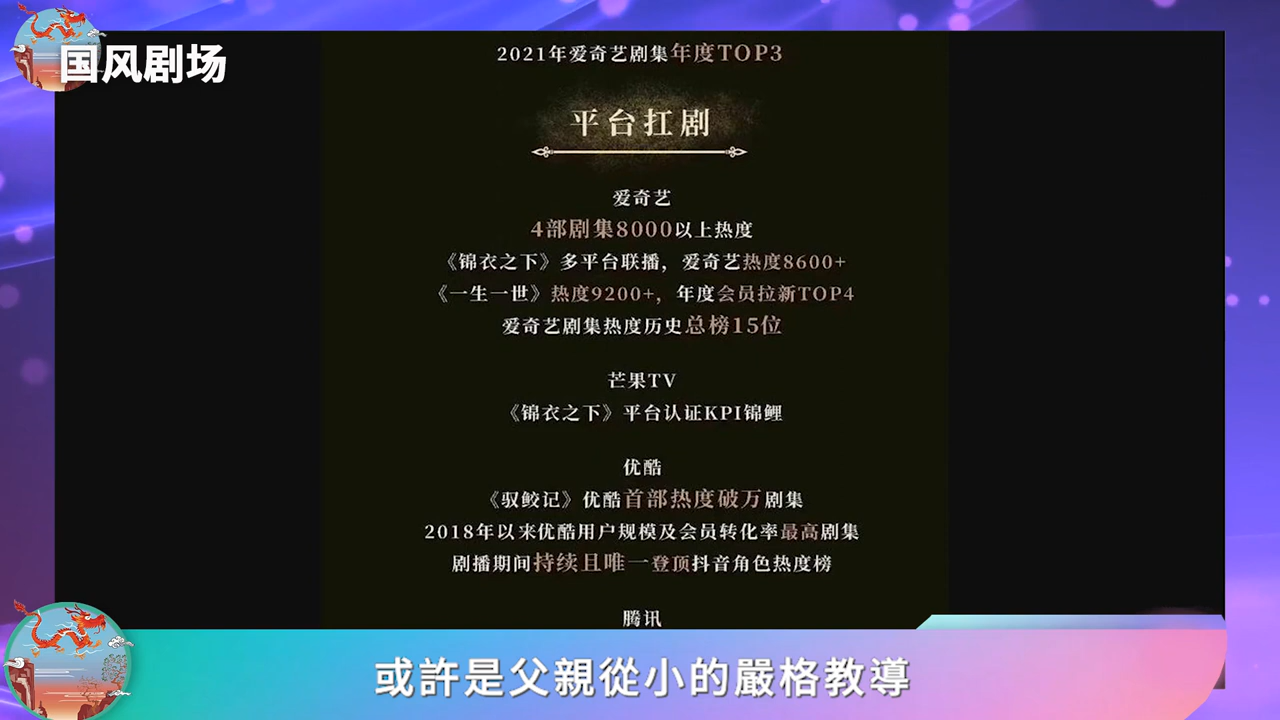 国风剧场
2021年爱奇艺剧集年度TOP3
平台扛剧
爱奇艺
4部剧集8000以上热度
《锦衣之下》多平台联播，爱奇艺热度8600+
《一生一世》热度9200+，年度会员拉新TOP4
爱奇艺剧集热度历史总榜15位
芒果TV
《锦衣之下》平台认证KPI锦鲤
优酷
《驭鲛记》优酷首部热度破万剧集
2018年以来优酷用户规模及会员转化率最高剧集
剧播期间持续且唯一登顶抖音角色热度榜
腾讯
或許是父親從小的嚴格教導